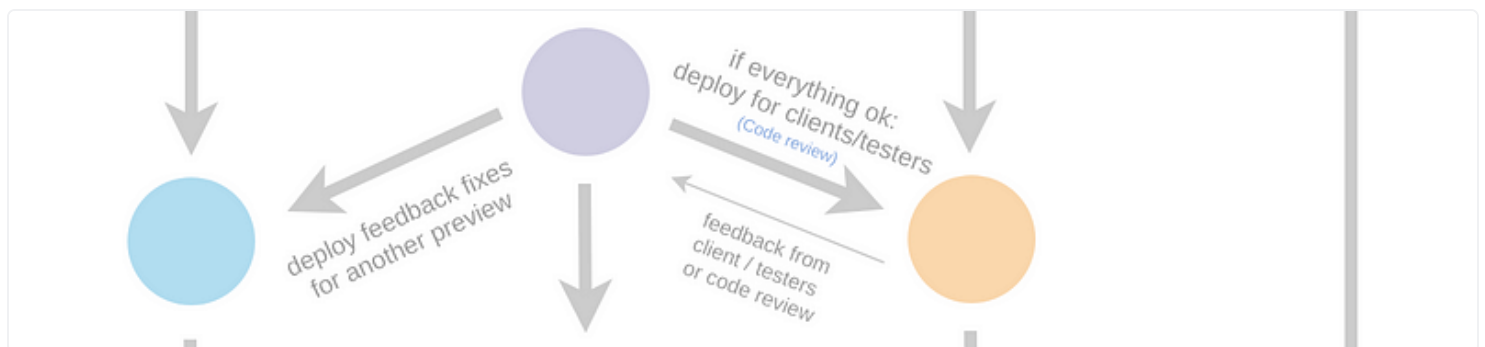 if everything ok:
deploy for clients/testers
(Code review)
deploy feedback fixes
for another preview
feedback from
client / testers
or code review